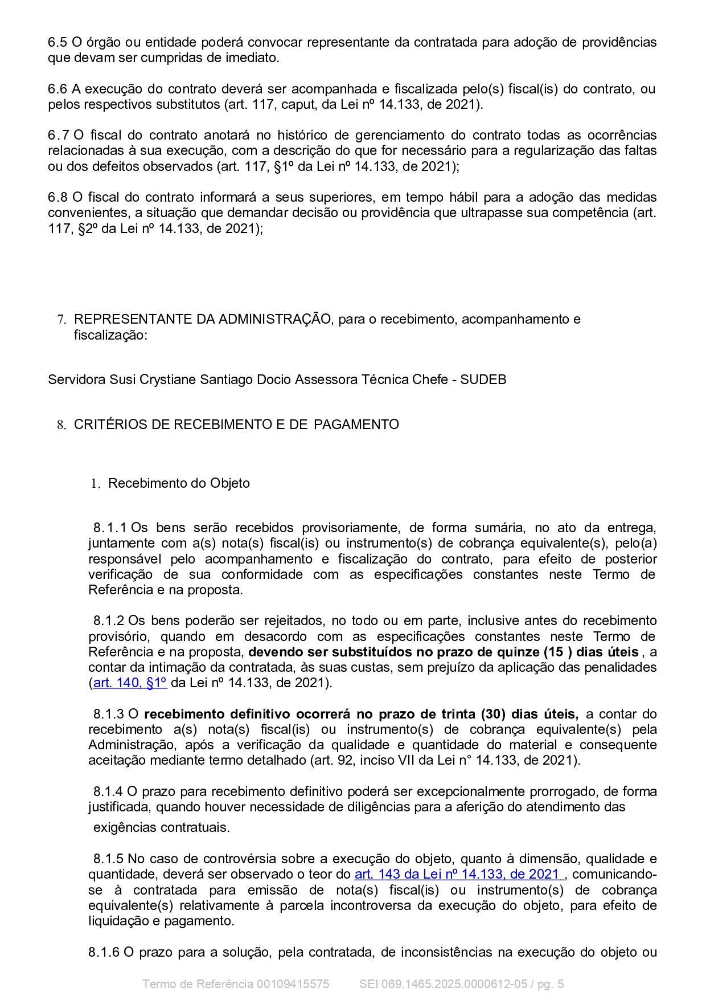 6.5 O órgão ou entidade poderá convocar representante da contratada para adoção de providências
que devam ser cumpridas de imediato.
6.6 A execução do contrato deverá ser acompanhada e fiscalizada pelo(s) fiscal(is) do contrato, ou
pelos respectivos substitutos (art. 117, caput, da Lei nº 14.133, de 2021).
6.7 O fiscal do contrato anotará no histórico de gerenciamento do contrato todas as ocorrências
relacionadas à sua execução, com a descrição do que for necessário para a regularização das faltas
ou dos defeitos observados (art. 117, §1º da Lei nº 14.133, de 2021);
6.8 O fiscal do contrato informará a seus superiores, em tempo hábil para a adoção das medidas
convenientes, a situação que demandar decisão ou providência que ultrapasse sua competência (art.
117, §2º da Lei nº 14.133, de 2021);
7. REPRESENTANTE DA ADMINISTRAÇÃO, para o recebimento, acompanhamento e
fiscalização:
Servidora Susi Crystiane Santiago Docio Assessora Técnica Chefe - SUDEB
8. CRITÉRIOS DE RECEBIMENTO E DE PAGAMENTO
1. Recebimento do Objeto
8.1.1 Os bens serão recebidos provisoriamente, de forma sumária, no ato da entrega,
juntamente com a(s) nota(s) fiscal(is) ou instrumento(s) de cobrança equivalente(s), pelo(a)
responsável pelo acompanhamento e fiscalização do contrato, para efeito de posterior
verificação de sua conformidade com as especificações constantes neste Termo de
Referência e na proposta.
8.1.2 Os bens poderão ser rejeitados, no todo ou em parte, inclusive antes do recebimento
provisório, quando em desacordo com as especificações constantes neste Termo de
Referência e na proposta, devendo ser substituídos no prazo de quinze (15 ) dias úteis , a
contar da intimação da contratada, às suas custas, sem prejuízo da aplicação das penalidades
(art. 140, §1º da Lei nº 14.133, de 2021).
8.1.3 O recebimento definitivo ocorrerá no prazo de trinta (30) dias úteis, a contar do
recebimento a(s) nota(s) fiscal(is) ou instrumento(s) de cobrança equivalente(s) pela
Administração, após a verificação da qualidade e quantidade do material e consequente
aceitação mediante termo detalhado (art. 92, inciso VII da Lei n° 14.133, de 2021).
8.1.4 O prazo para recebimento definitivo poderá ser excepcionalmente prorrogado, de forma
justificada, quando houver necessidade de diligências para a aferição do atendimento das
exigências contratuais.
8.1.5 No caso de controvérsia sobre a execução do objeto, quanto à dimensão, qualidade e
quantidade, deverá ser observado o teor do art. 143 da Lei nº 14.133, de 2021 , comunicando-
se à contratada para emissão de nota(s) fiscal(is) ou instrumento(s) de cobrança
equivalente(s) relativamente à parcela incontroversa da execução do objeto, para efeito de
liquidação e pagamento.
8.1.6 O prazo para a solução, pela contratada, de inconsistências na execução do objeto ou
Termo de Referência 00109415575 SEI 069.1465.2025.0000612-05 / pg. 5